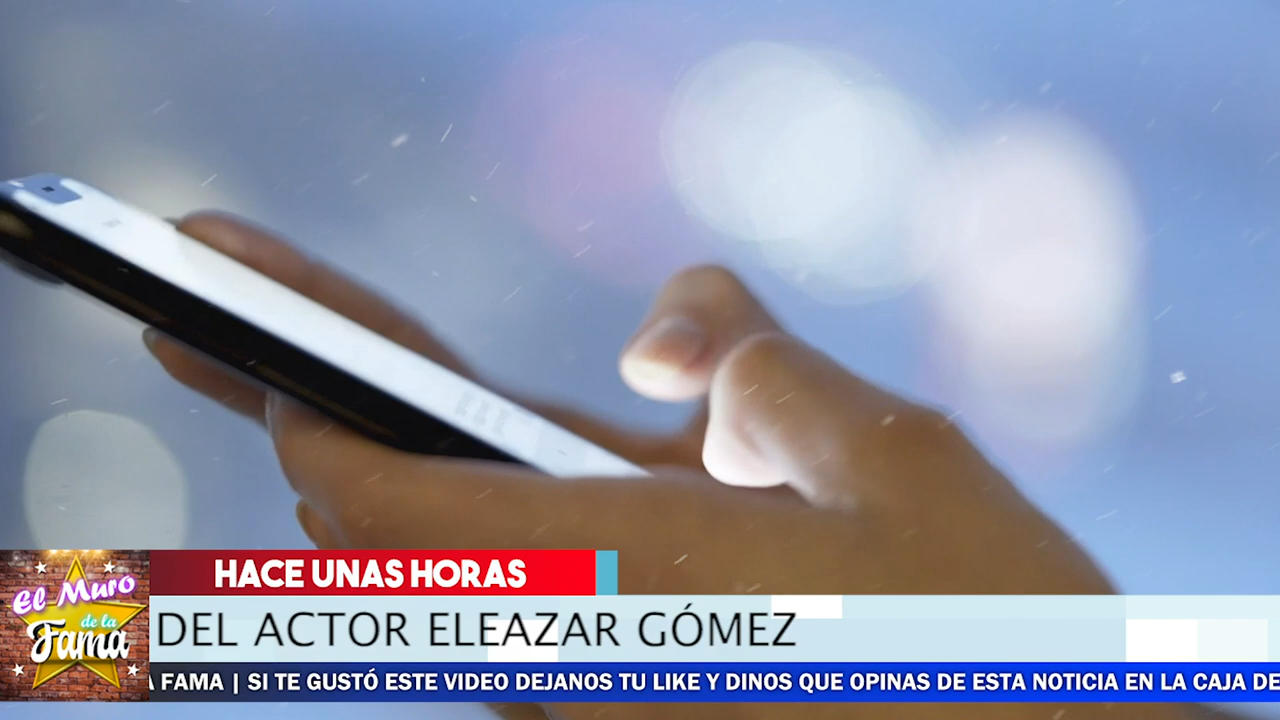 HACE UNAS HORAS
El Muro
de la
Fama
DEL ACTOR ELEAZAR GÓMEZ
FAMA | SI TE GUSTÓ ESTE VIDEO DEJANOS TU LIKE Y DINOS QUE OPINAS DE ESTA NOTICIA EN LA CAJA DE